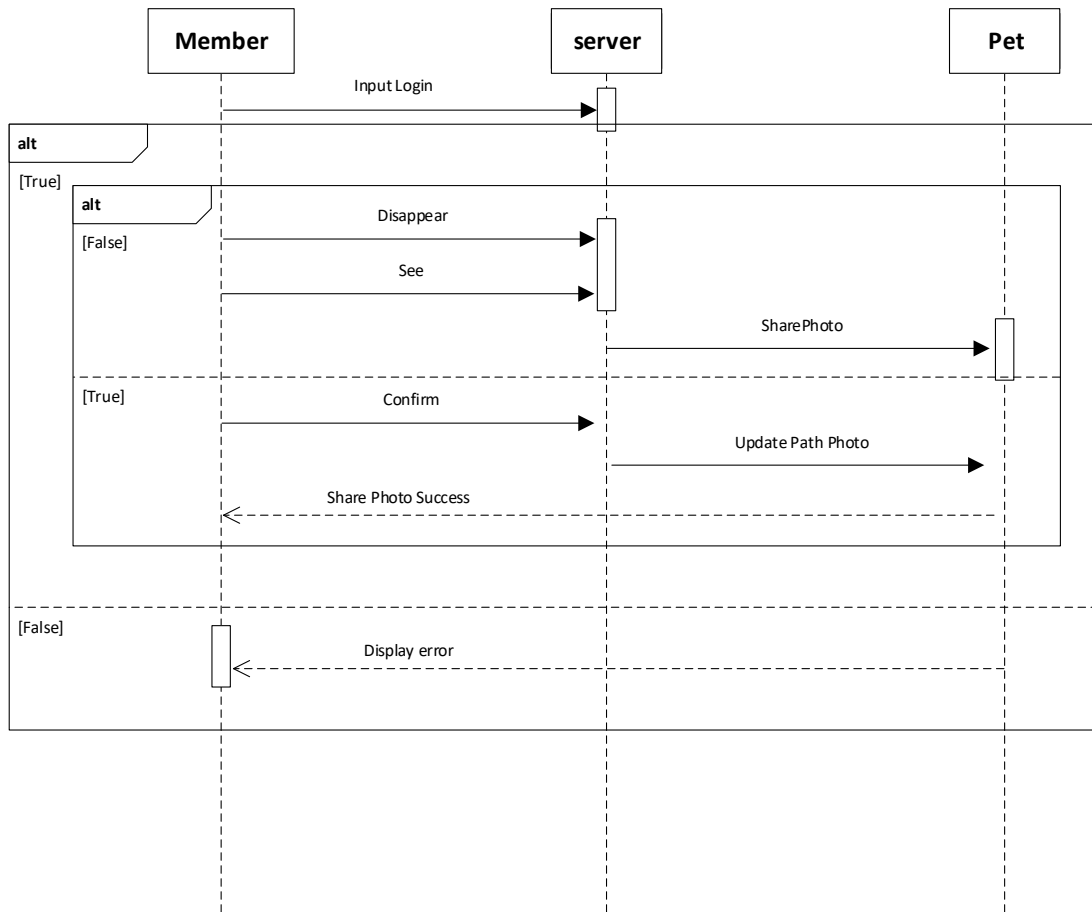 Member
server
Pet
Input Login
alt
[True]
alt
Disappear
[False]
See
SharePhoto
[True]
Confirm
Update Path Photo
Share Photo Success
[False]
Display error